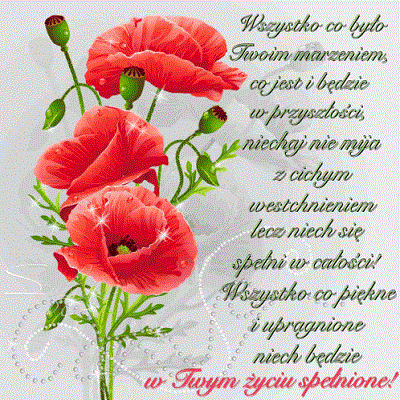 Wszystko co było
Twoim marzeniem,
co jest i będzie
w przyszłości,
niechaj nie mija
z cichym
westchnieniem
lecz niech się
spełni w całości!
Wszystko co piękne
i upragnione
niech będzie
w Twym życiu spełnione!